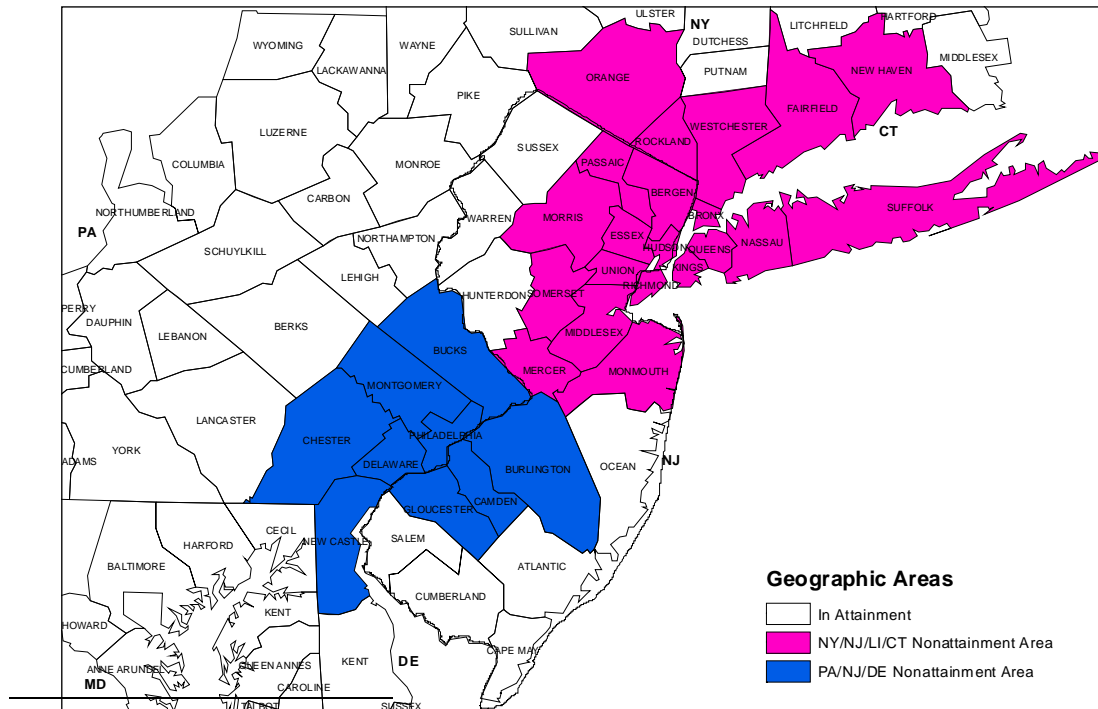 ULSTER
NY
HARTFORD
LITCHFIELD
SULLIVAN
WYOMING
WAYNE
DUTCHESS
MIDDLESEX
LACKAWANNA
PUTNAM
NEW HAVEN
ORANGE
PIKE
FAIRFIELD
WESTCHESTER
CT
LUZERNE
ROCKLAND
SUSSEX
COLUMBIA
MONROE
PASSAIC
BERGEN
CARBON
SUFFOLK
NORTHUMBERLAND
WARREN
MORRIS
BRONX
PA
ESSEX
NORTHAMPTON
NASSAU
HUDSON
QUEENS
SCHUYLKILL
LEHIGH
UNION
KINGS
RICHMOND
HUNTERDON
SOMERSET
PERRY
DAUPHIN
BERKS
LEBANON
MIDDLESEX
BUCKS
CUMBERLAND
MERCER
MONMOUTH
MONTGOMERY
LANCASTER
PHILADELPHIA
CHESTER
YORK
ADAMS
DELAWARE
BURLINGTON
OCEAN
NJ
CAMDEN
GLOUCESTER
CECIL
NEW CASTLE
SALEM
HARFORD
BALTIMORE
ATLANTIC
CUMBERLAND
KENT
HOWARD
CAPE MAY
KENT
DE
QUEEN ANNES
ANNE ARUNDEL
MD
CAROLINE
TALBOT
SUSSEX
Geographic Areas
In Attainment
NY/NJ/LI/CT Nonattainment Area
PA/NJ/DE Nonattainment Area